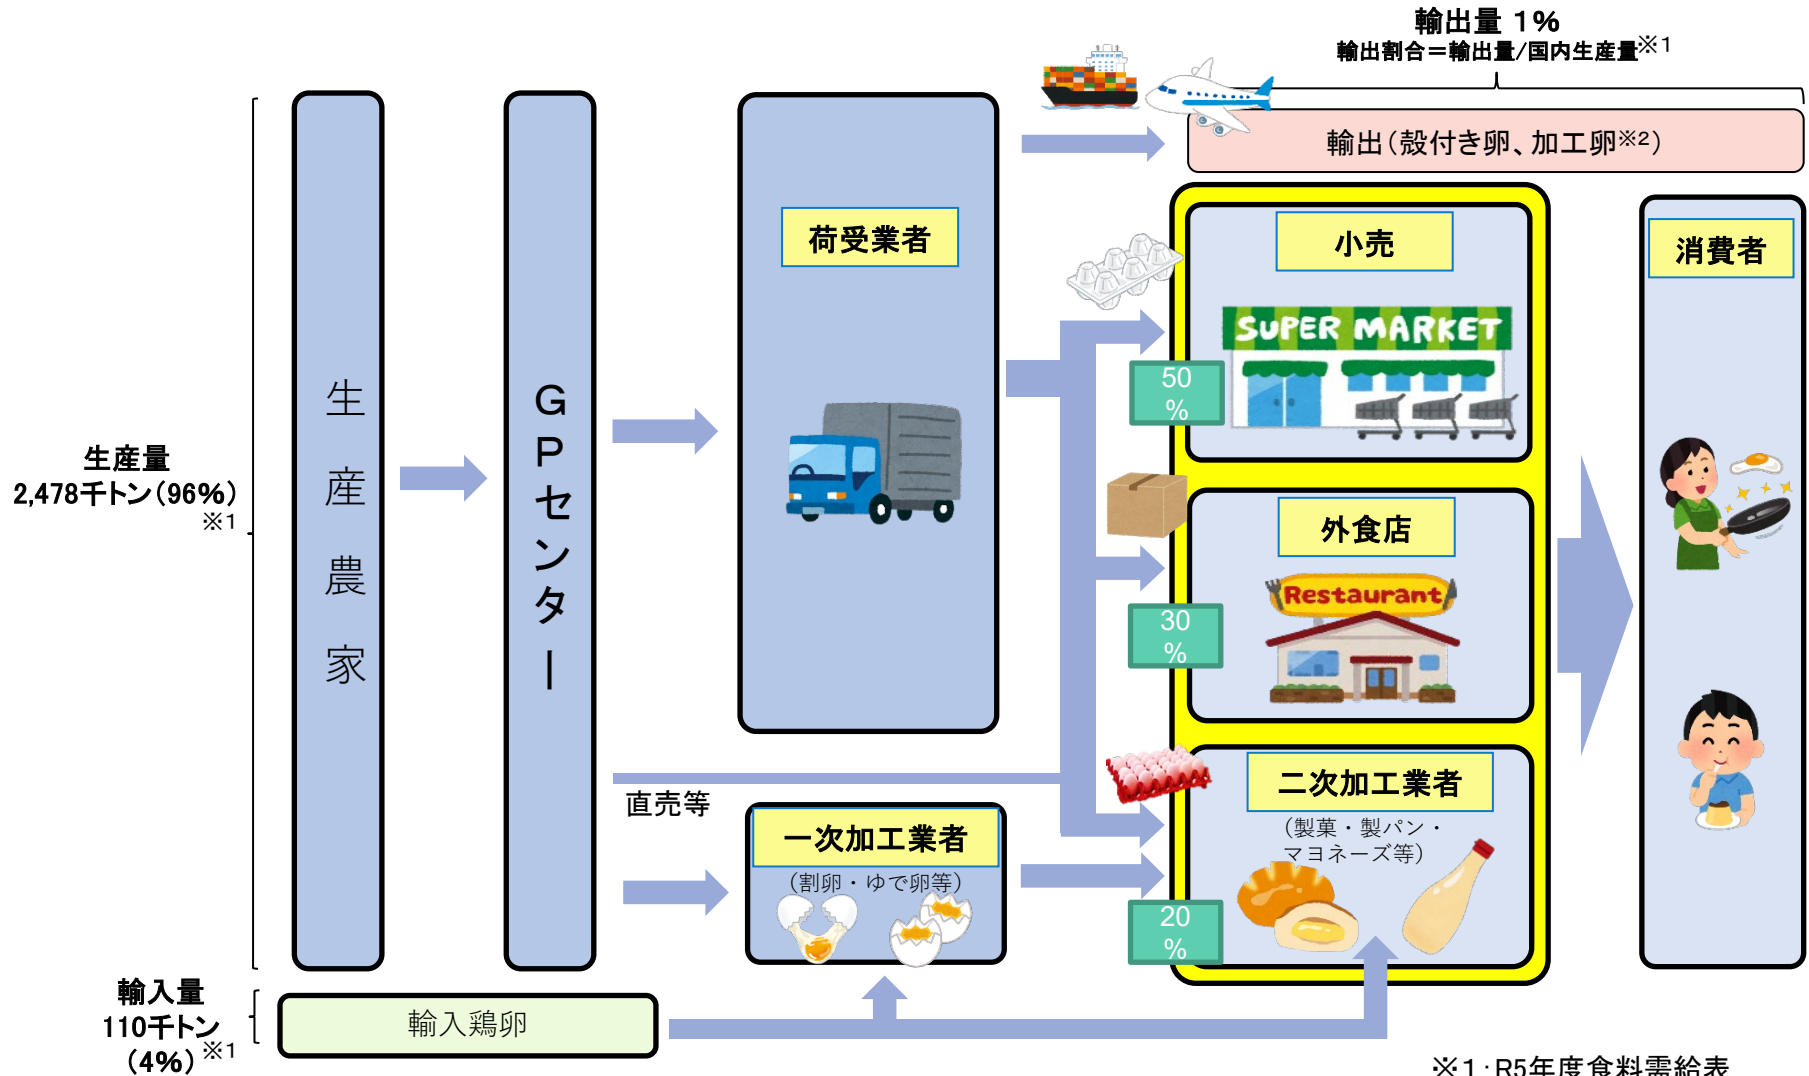 輸出量 1%
輸出割合=輸出量/国内生産量※1
輸出(殻付き卵、加工卵※2)
生産量
2,478千トン(96%)
※1
生産農家
GPセンター
荷受業者
小売
SUPER MARKET
50
%
外食店
Restaurant
30
%
直売等
一次加工業者
(割卵・ゆで卵等)
二次加工業者
(製菓・製パン・
マヨネーズ等)
20
%
消費者
輸入量
110千トン
(4%)※1
輸入鶏卵
※1:R5年度食料需給表